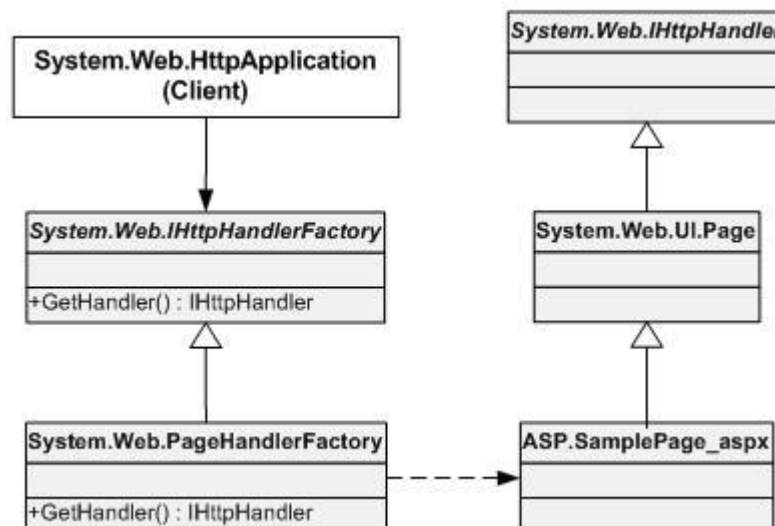 System.Web.HttpApplication
(Client)
System.Web.IHttpHandler
System.Web.IHttpHandlerFactory
+GetHandler() : IHttpHandler
System.Web.UI.Page
System.Web.PageHandlerFactory
+GetHandler() : IHttpHandler
ASP.SamplePage_aspx